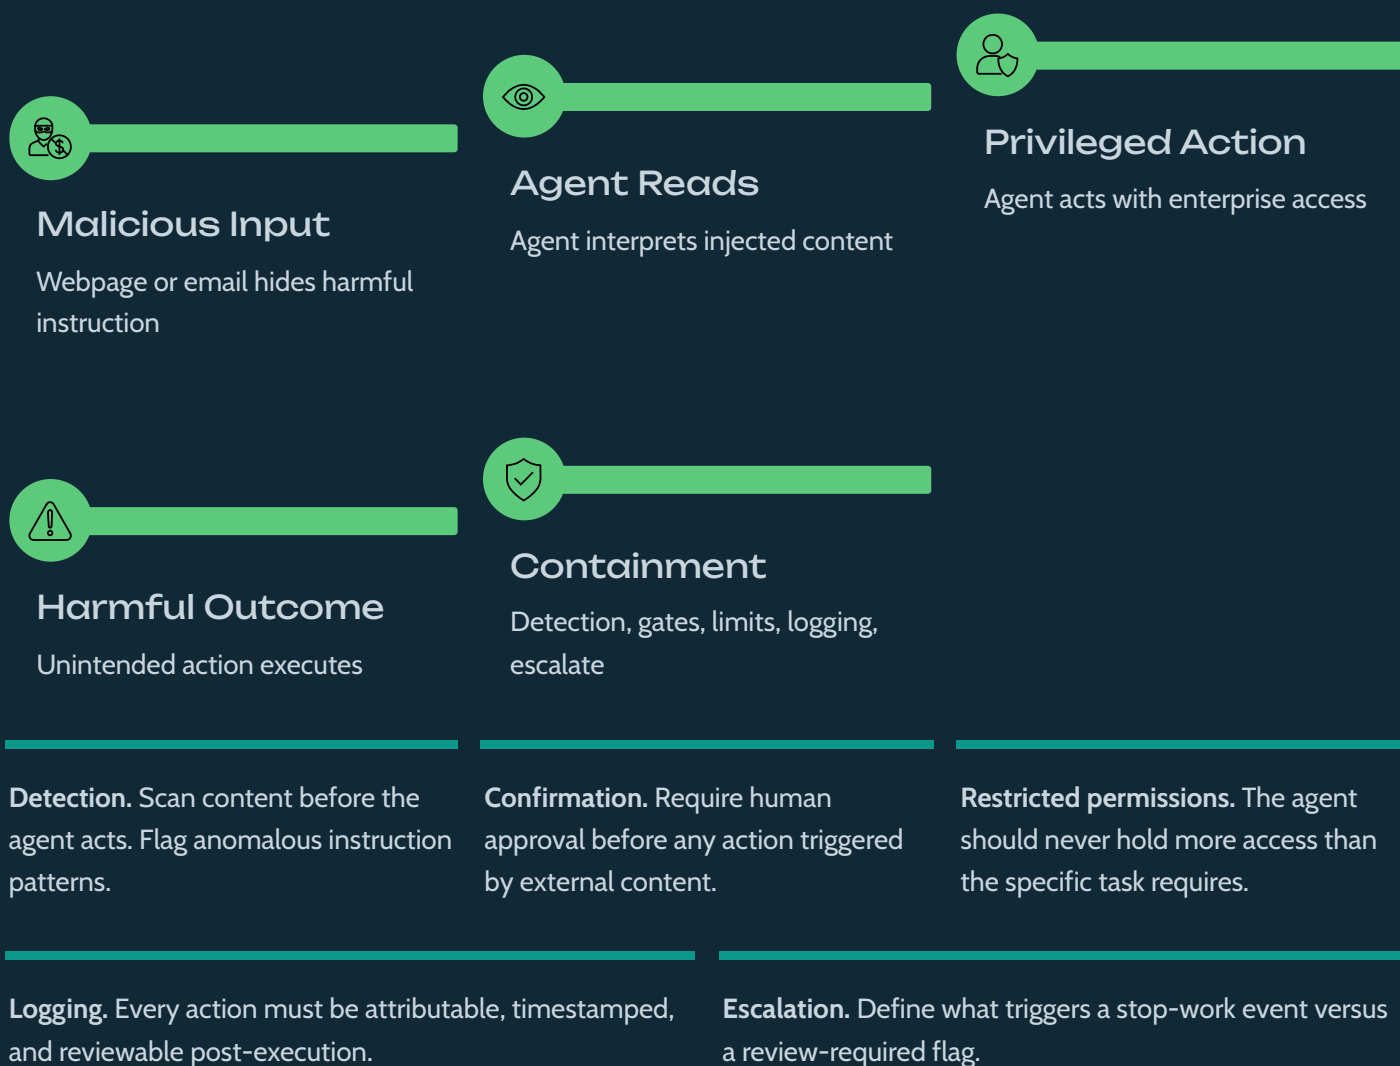 Malicious Input
Webpage or email hides harmful
instruction
Agent Reads
Agent interprets injected content
Privileged Action
Agent acts with enterprise access
Harmful Outcome
Unintended action executes
Containment
Detection, gates, limits, logging,
escalate
Detection. Scan content before the
agent acts. Flag anomalous instruction
patterns.
Confirmation. Require human
approval before any action triggered
by external content.
Restricted permissions. The agent
should never hold more access than
the specific task requires.
Logging. Every action must be attributable, timestamped,
and reviewable post-execution.
Escalation. Define what triggers a stop-work event versus
a review-required flag.